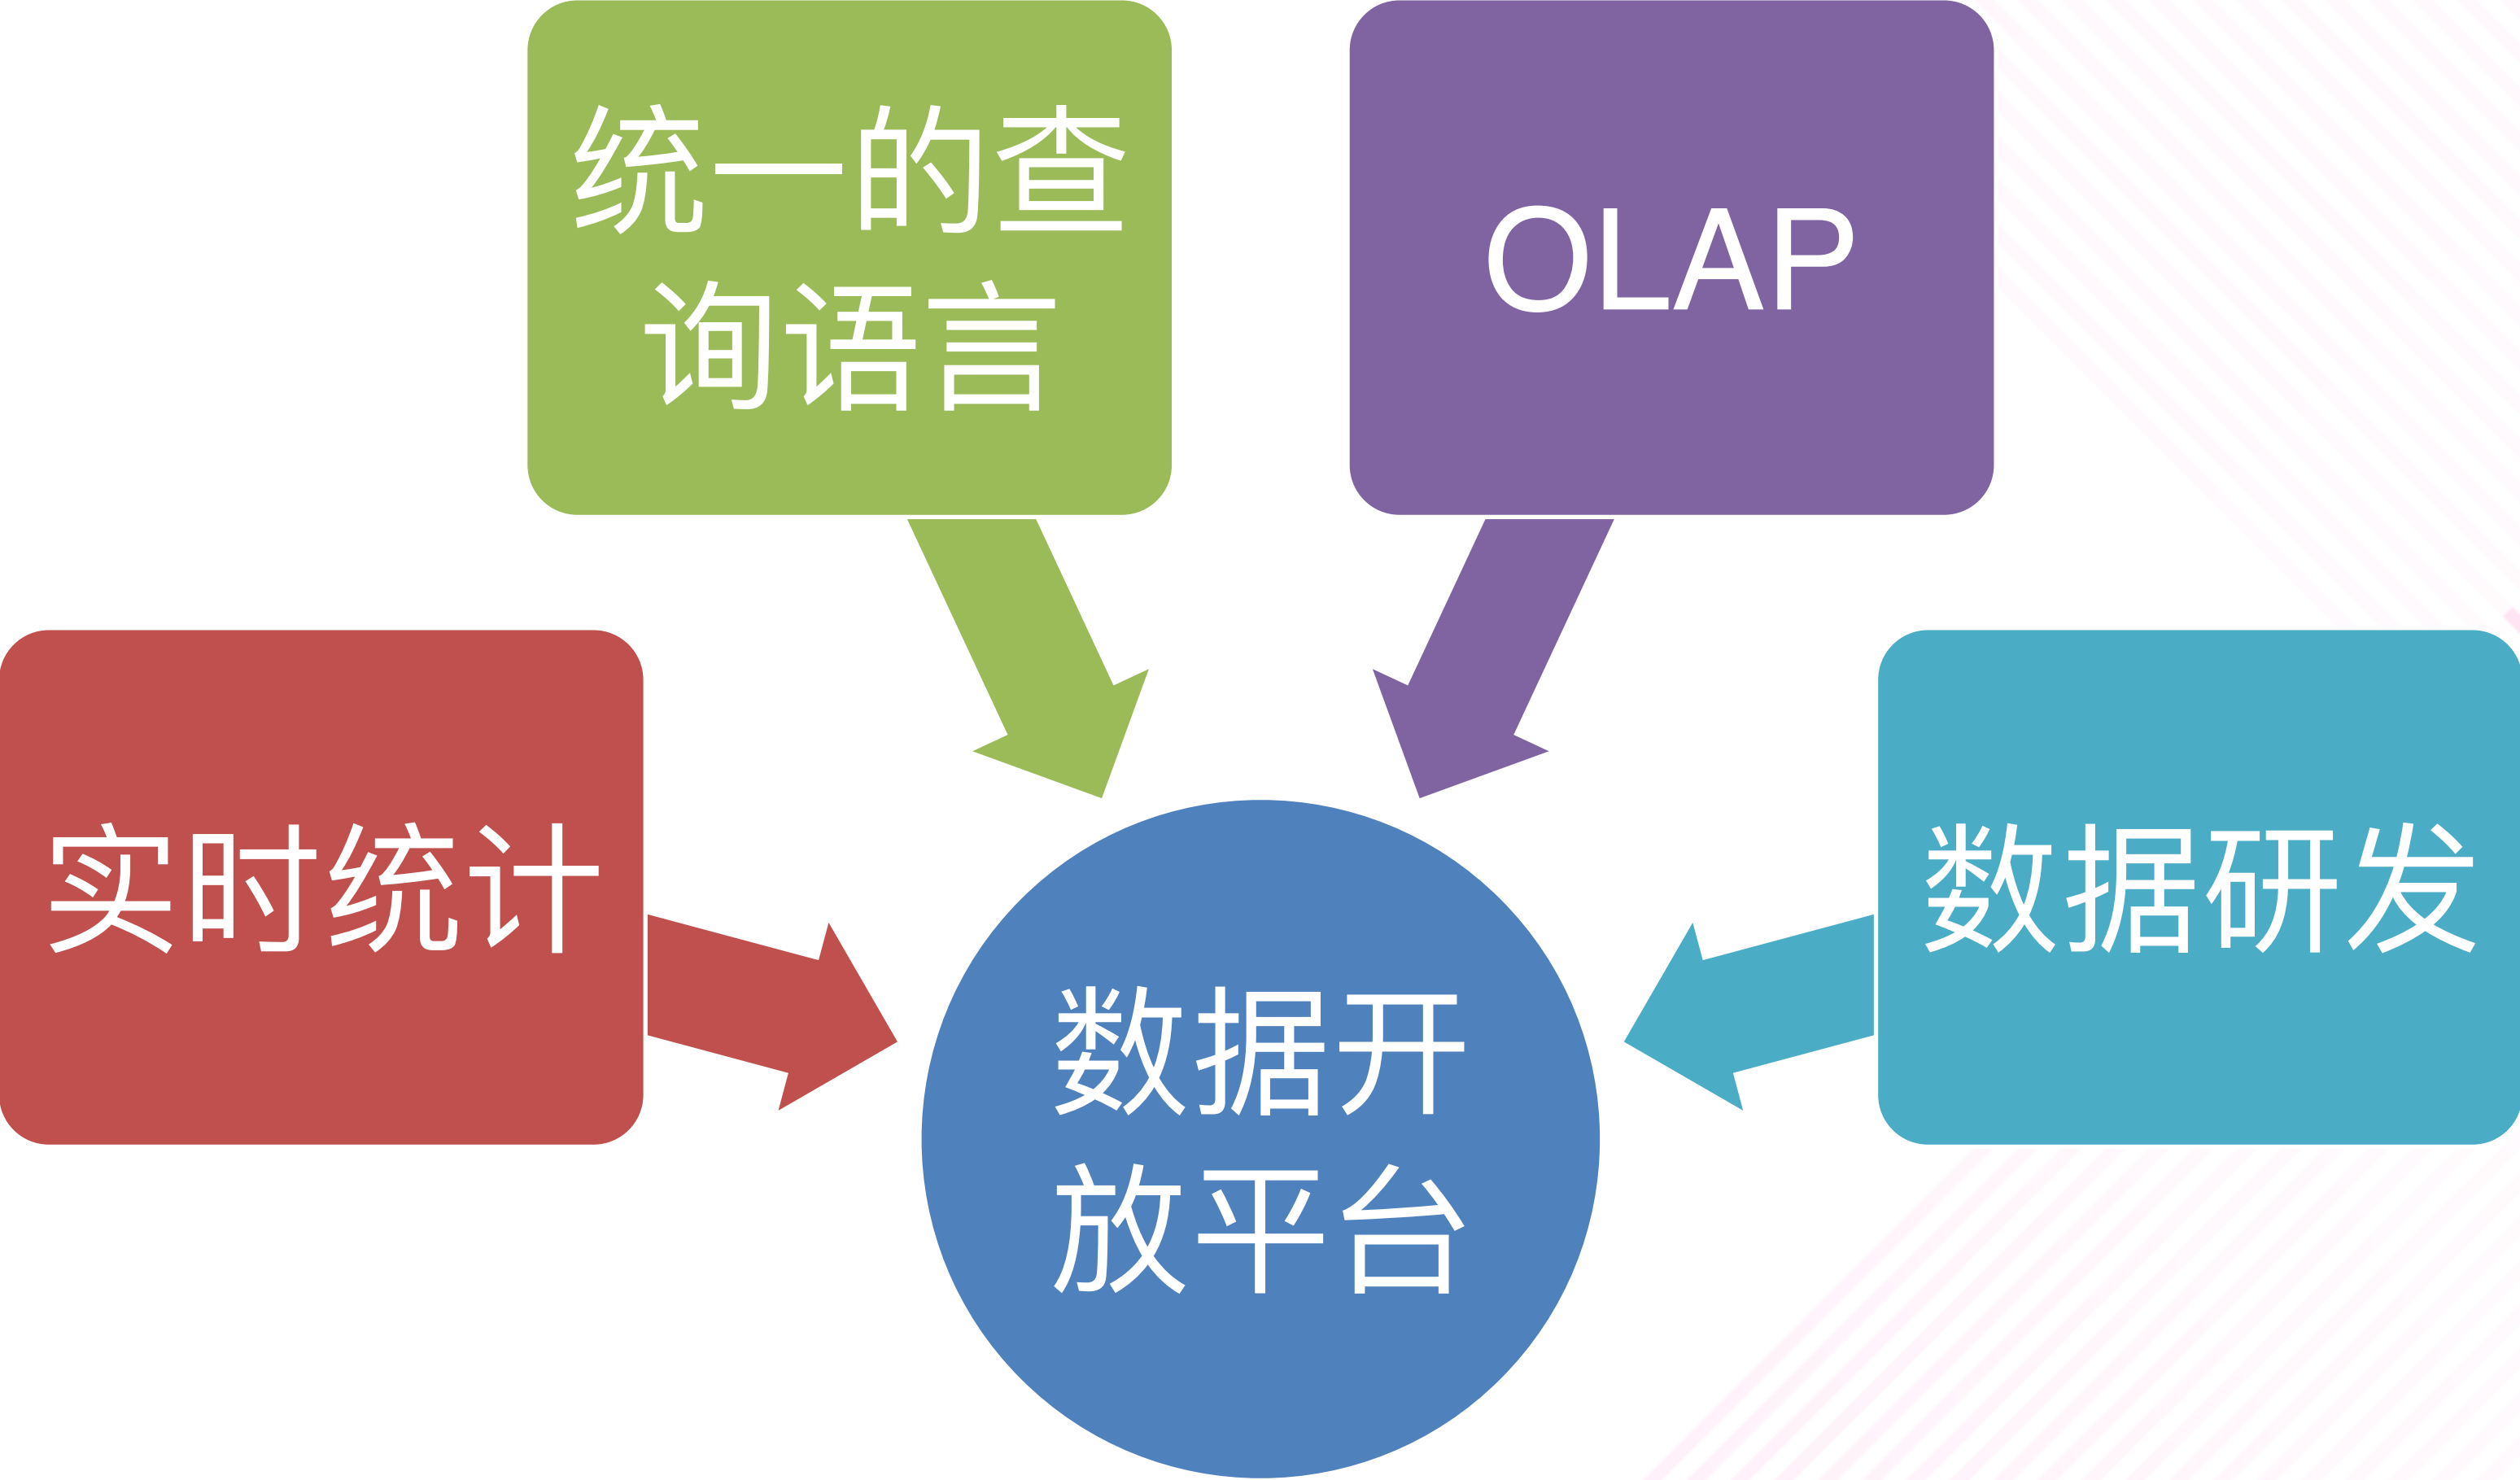 统一的查
询语言
OLAP
实时统计
数据研发
数据开
放平台